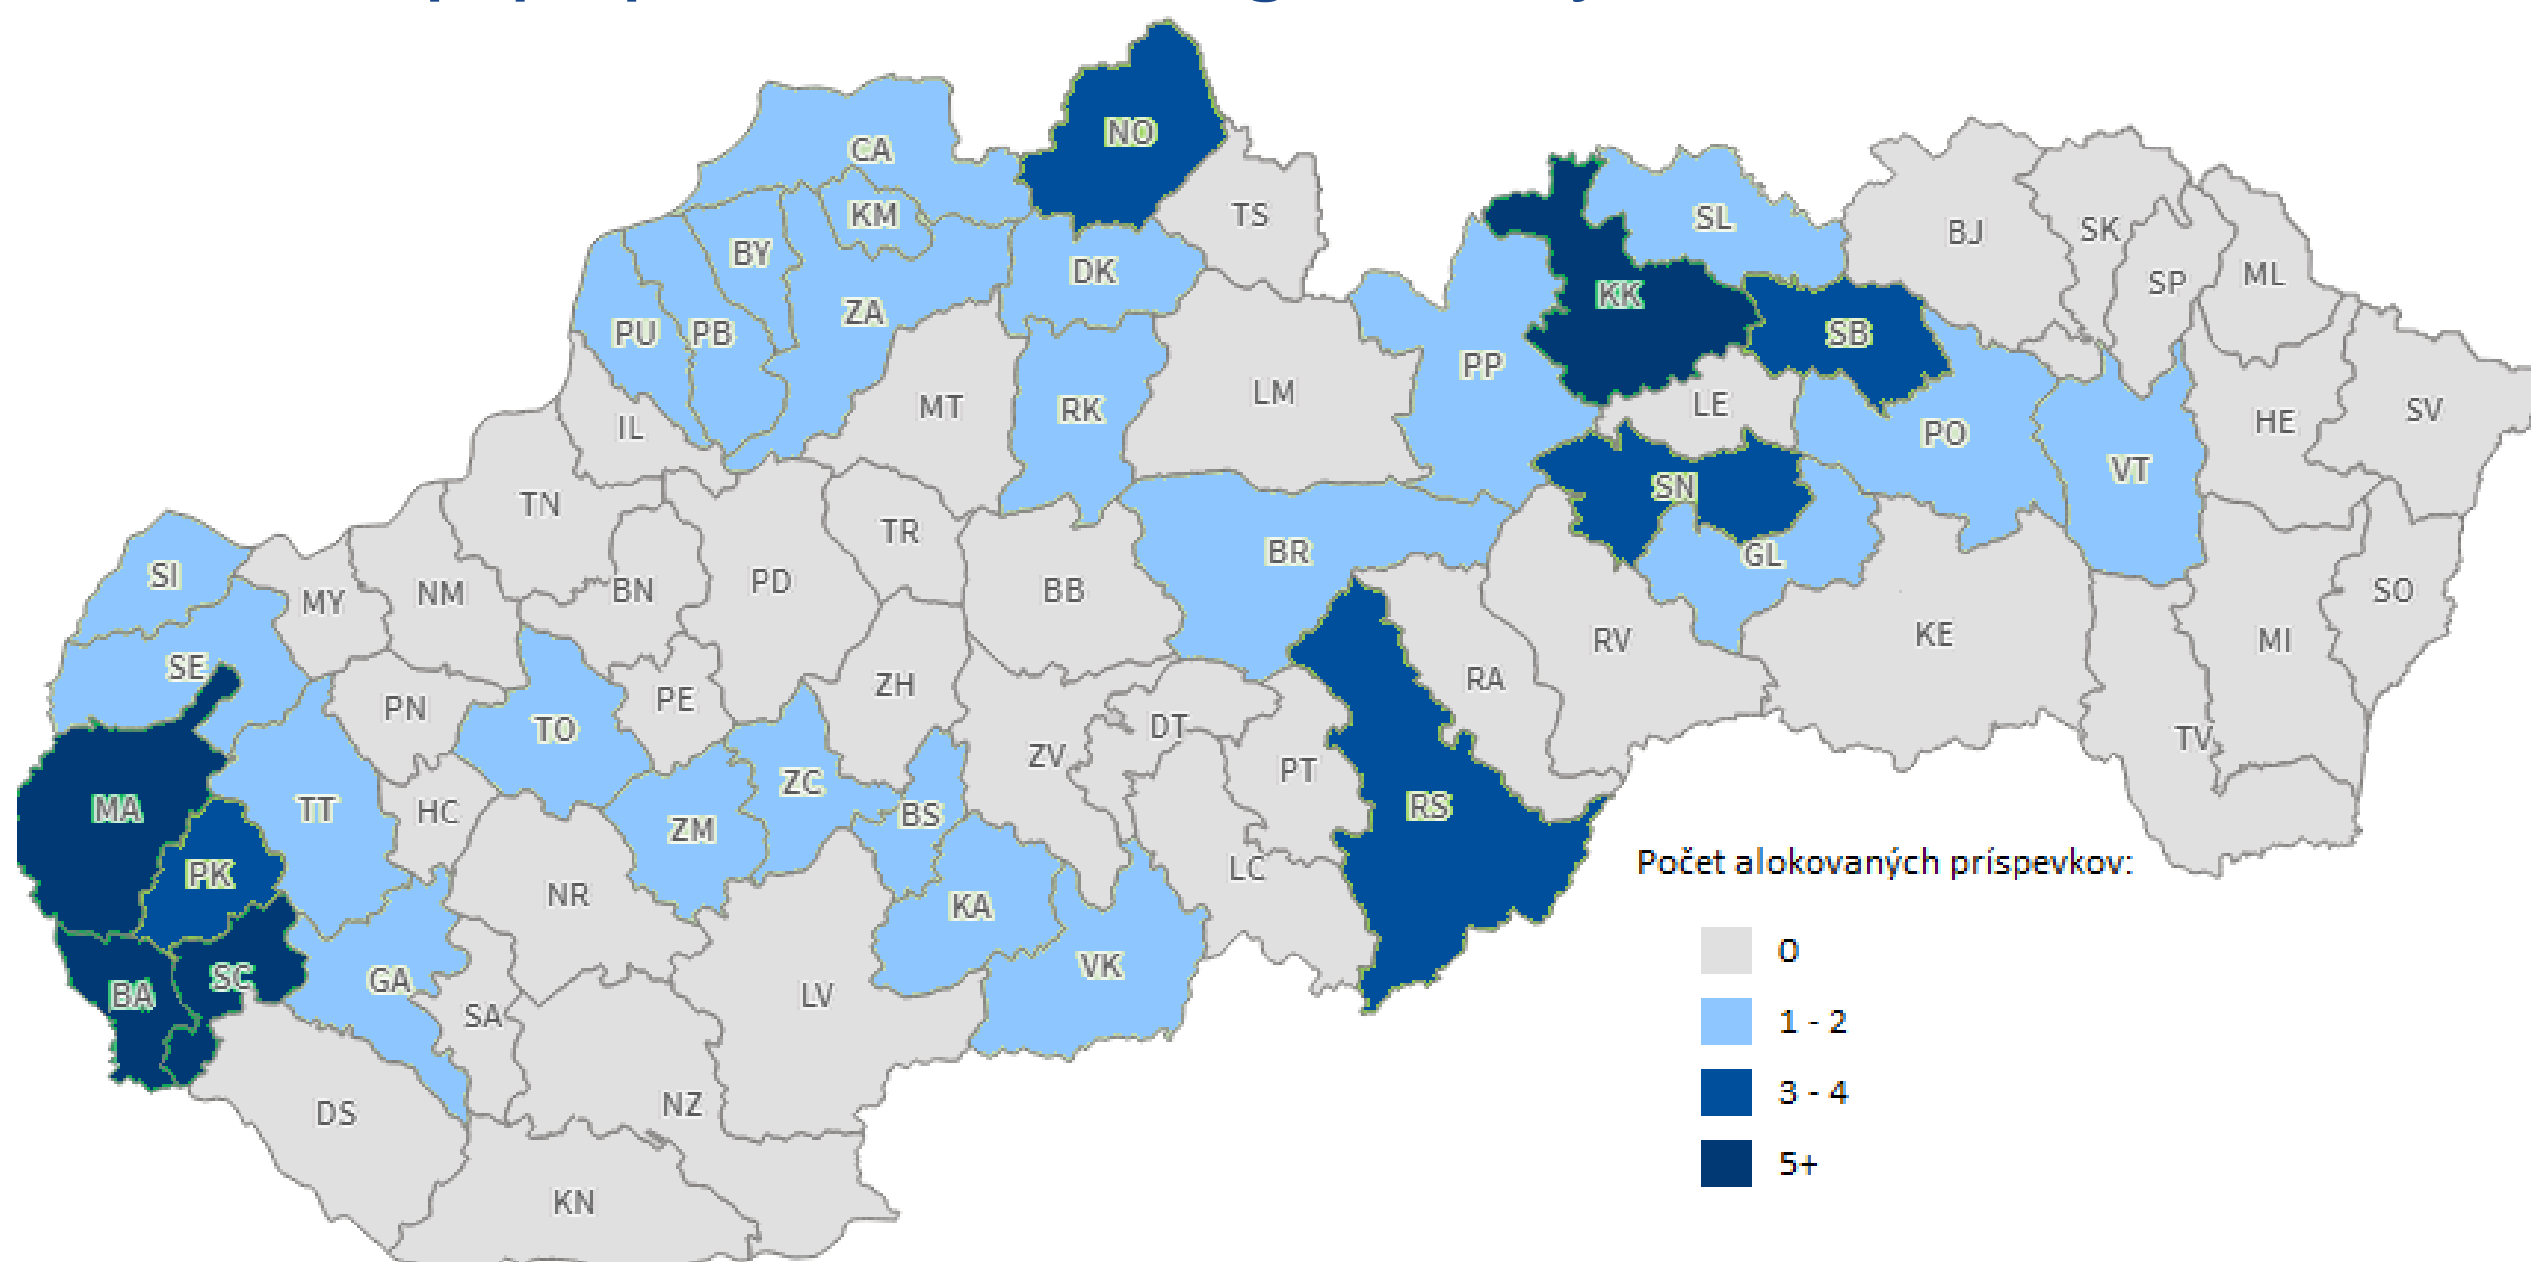 NO
CA
KM
TS
SL
BJ
SK
BY
DK
SP
ML
KK
ZA
PU
PB
SB
PP
MT
RK
LM
LE
SV
IL
PO
HE
VT
TN
TR
SN
BR
GL
SI
MY
NM
BN
PD
BB
SO
RV
KE
MI
SE
PN
PE
ZH
RA
TO
DT
ZV
TV
PT
MA
TT
HC
ZC
BS
RS
ZM
PK
NR
LC
Počet alokovaných príspevkov:
KA
0
SC
GA
VK
BA
LV
SA
1 - 2
DS
NZ
3 - 4
5+
KN